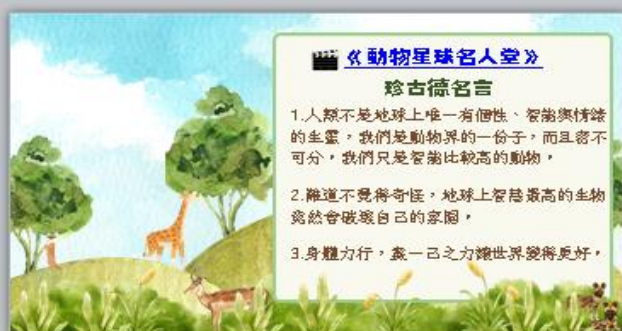 《動物星球名人堂》
珍古德名言
1.人類不是地球上唯一有個性、智能與情緒
的生靈，我們是動物界的一份子，而且密不
可分，我們只是智能比較高的動物，
2.難道不覺得奇怪，地球上智慧最高的生物
竟然會破壞自己的家園，
3.身體力行，盡一己之力讓世界變得更好，